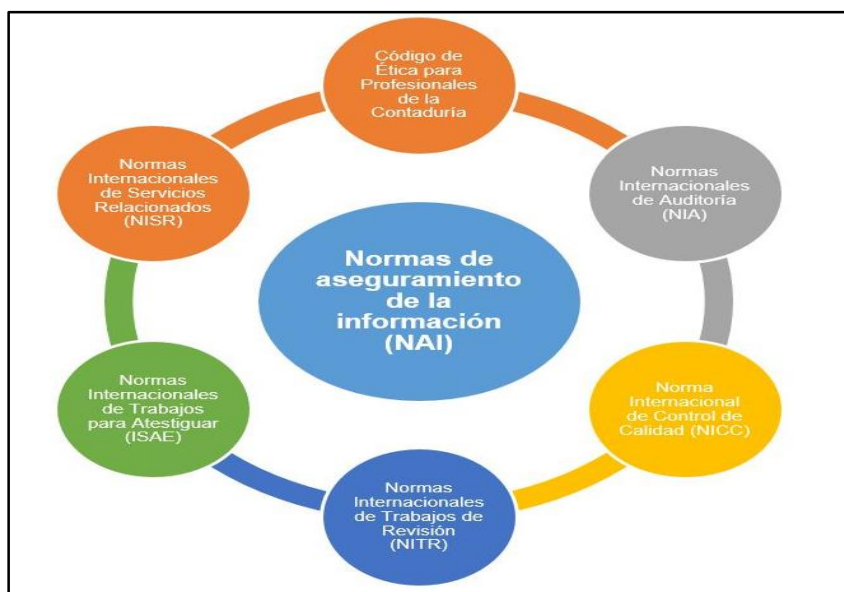 Código de
Ética para
Profesionales
de la
Contaduría
Normas
Internacionales
de Auditoría
(NIA)
Norma
Internacional
de Control de
Calidad (NICC)
Normas
Internacionales
de Trabajos de
Revisión
(NITR)
Normas
Internacionales
de Trabajos
para Atestiguar
(ISAE)
Normas
Internacionales
de Servicios
Relacionados
(NISR)
Normas de
aseguramiento
de la
información
(NAI)